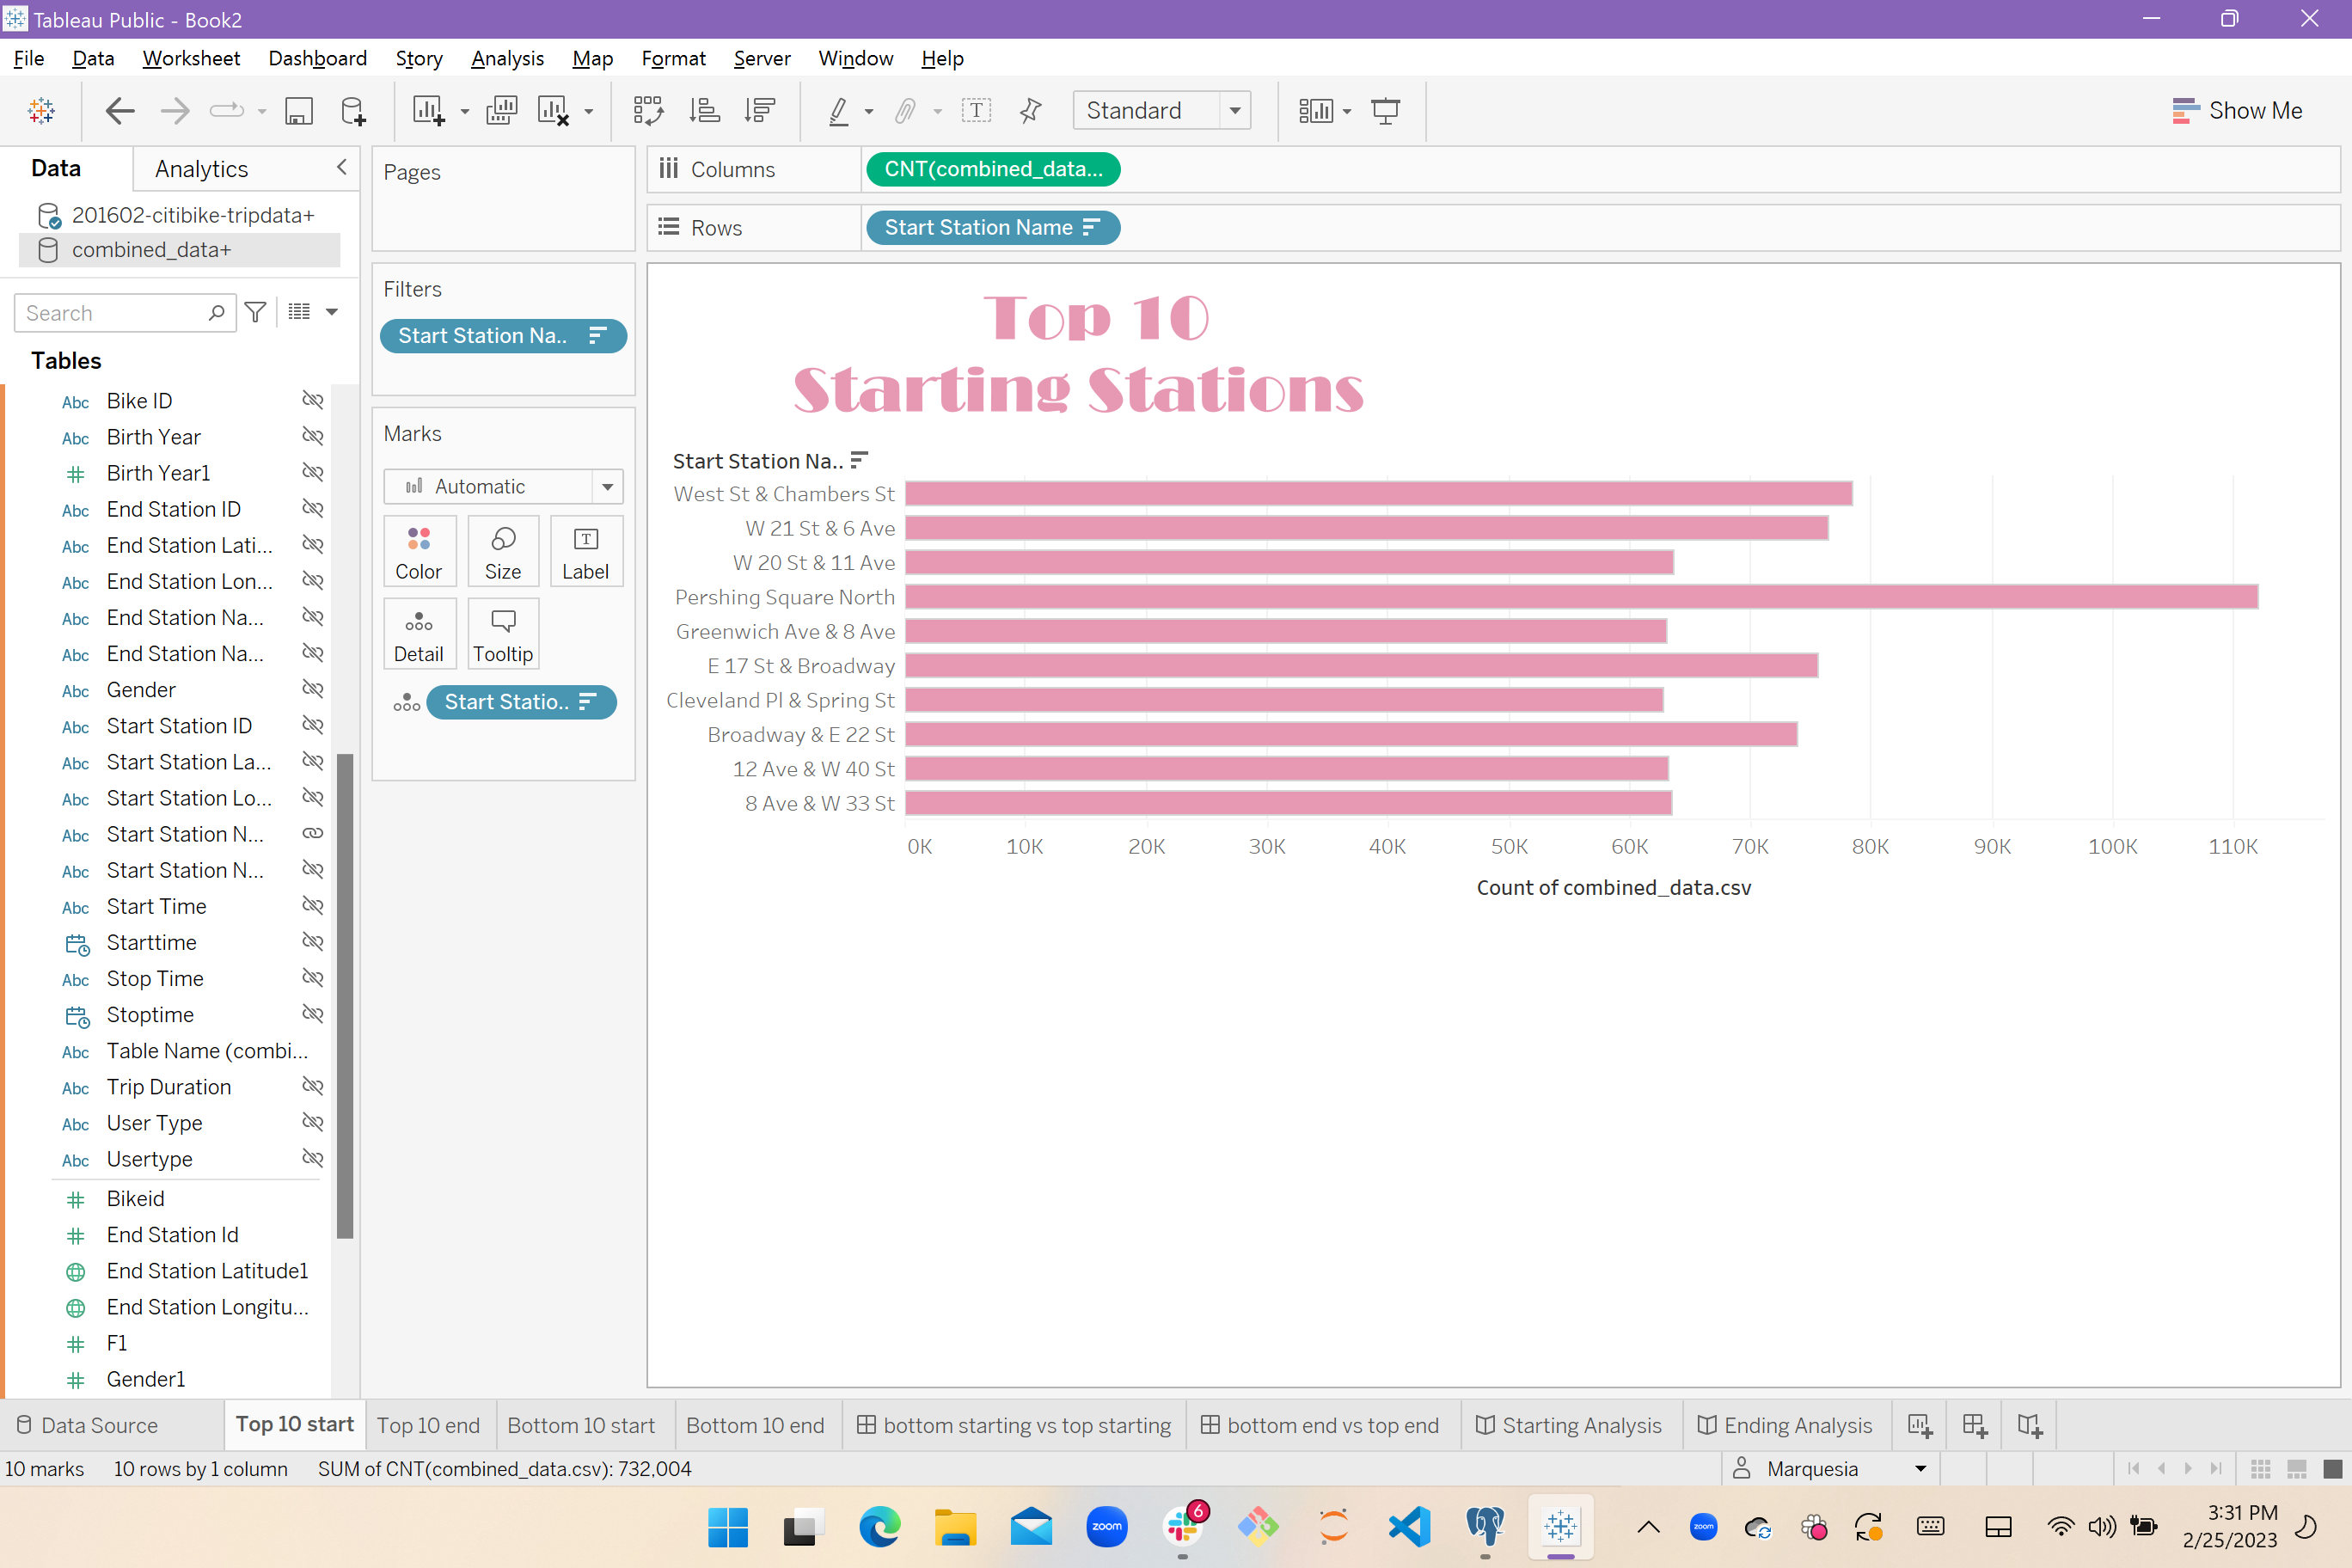 Tableau Public - Book2
File Data Worksheet Dashboard Story Analysis Map Format Server Window Help
Standard
Show Me
Data Analytics
201602-citibike-tripdata+
combined_data+
Search
Tables
Abc Bike ID
Abc Birth Year
Birth Year1
Abc End Station ID
Abc End Station Lati...
Abc End Station Lon...
Abc End Station Na...
Abc End Station Na...
Abc Gender
Abc Start Station ID
Abc Start Station La...
Abc Start Station Lo...
Abc Start Station N...
Abc Start Station N...
Abc Start Time
Starttime
Abc Stop Time
Stoptime
Abc Table Name (combi...
Abc Trip Duration
Abc User Type
Abc Usertype
Bikeid
End Station Id
End Station Latitude1
End Station Longitu...
F1
Gender1
Pages
Filters
Start Station Na..
Marks
Automatic
Color Size Label
Detail Tooltip
Start Statio..
Columns CNT(combined_data...
Rows Start Station Name
Top 10
Starting Stations
Start Station Na..
West St & Chambers St
W 21 St & 6 Ave
W 20 St & 11 Ave
Pershing Square North
Greenwich Ave & 8 Ave
E 17 St & Broadway
Cleveland Pl & Spring St
Broadway & E 22 St
12 Ave & W 40 St
8 Ave & W 33 St
0K 10K 20K 30K 40K 50K 60K 70K 80K 90K 100K 110K
Count of combined_data.csv
Data Source Top 10 start Top 10 end Bottom 10 start Bottom 10 end bottom starting vs top starting bottom end vs top end Starting Analysis Ending Analysis
10 marks 10 rows by 1 column SUM of CNT(combined_data.csv): 732,004 Marquesia
zoom 6 zoom
3:31 PM
2/25/2023